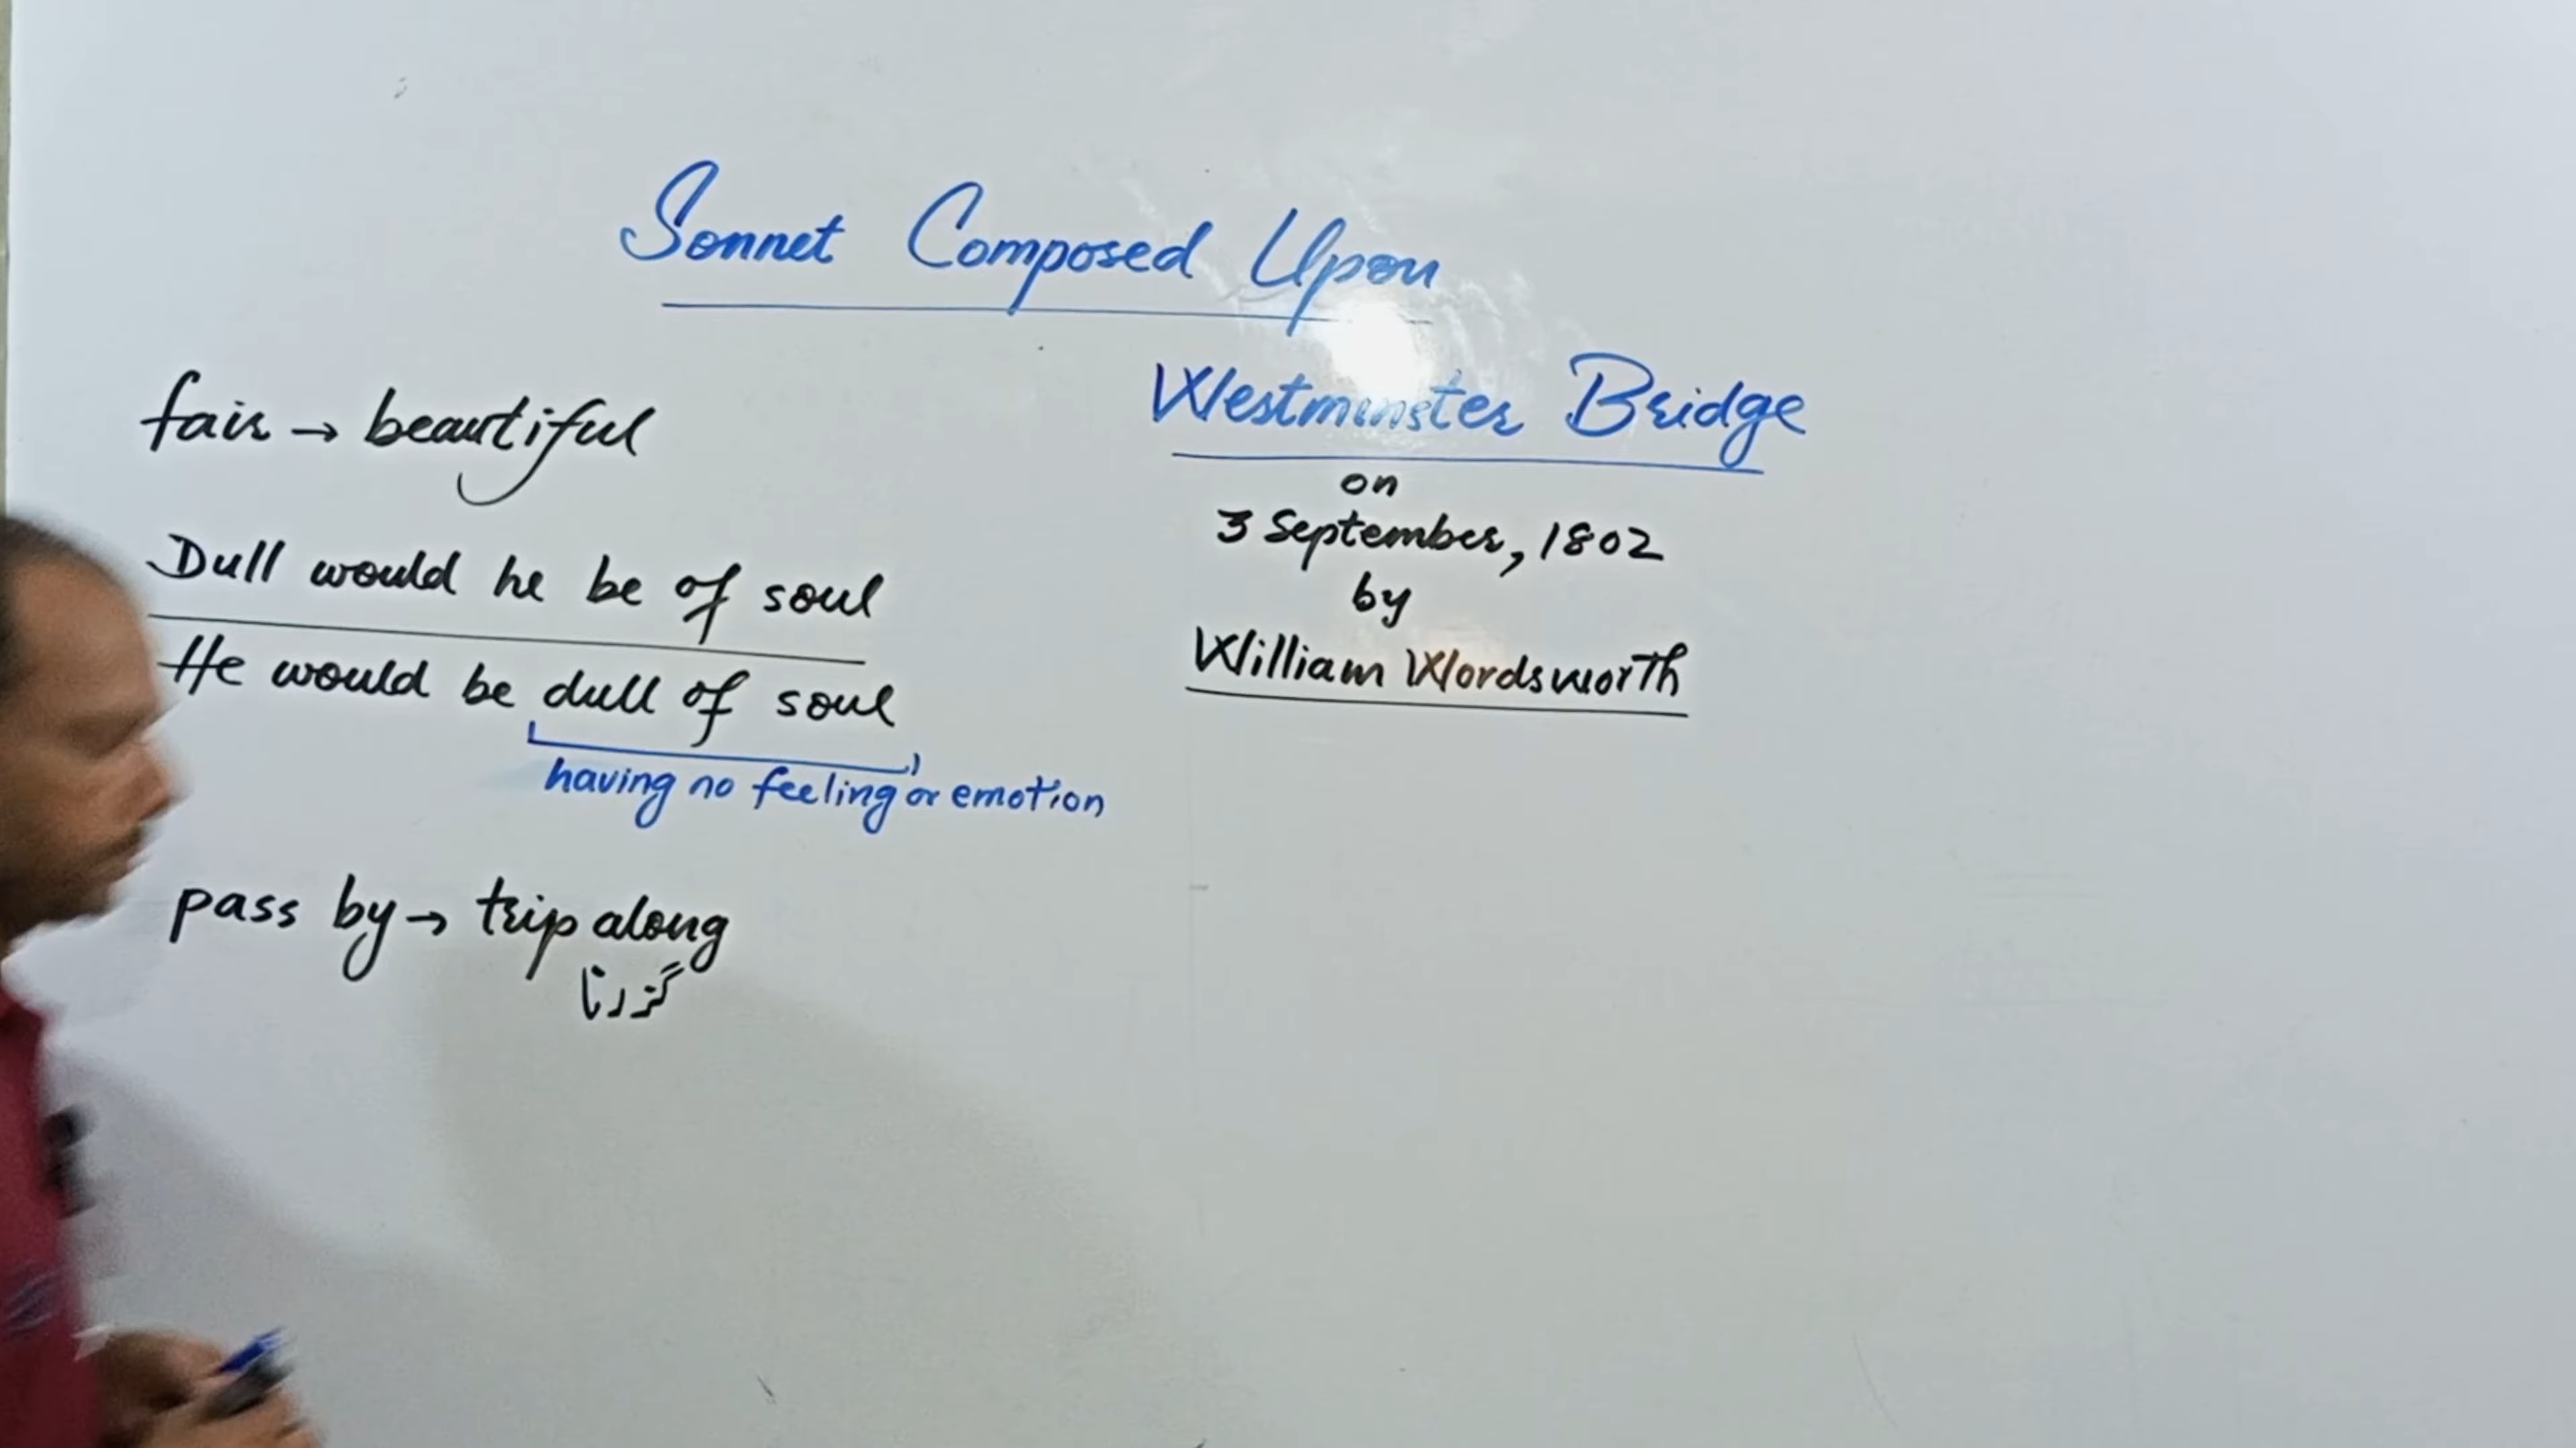 Sonnet Composed Upon
Westminster Bridge
on
3 September, 1802
by
William Wordsworth
fair → beautiful
Dull would he be of soul
He would be dull of soul
having no feeling or emotion
pass by → trip along
گزرنا